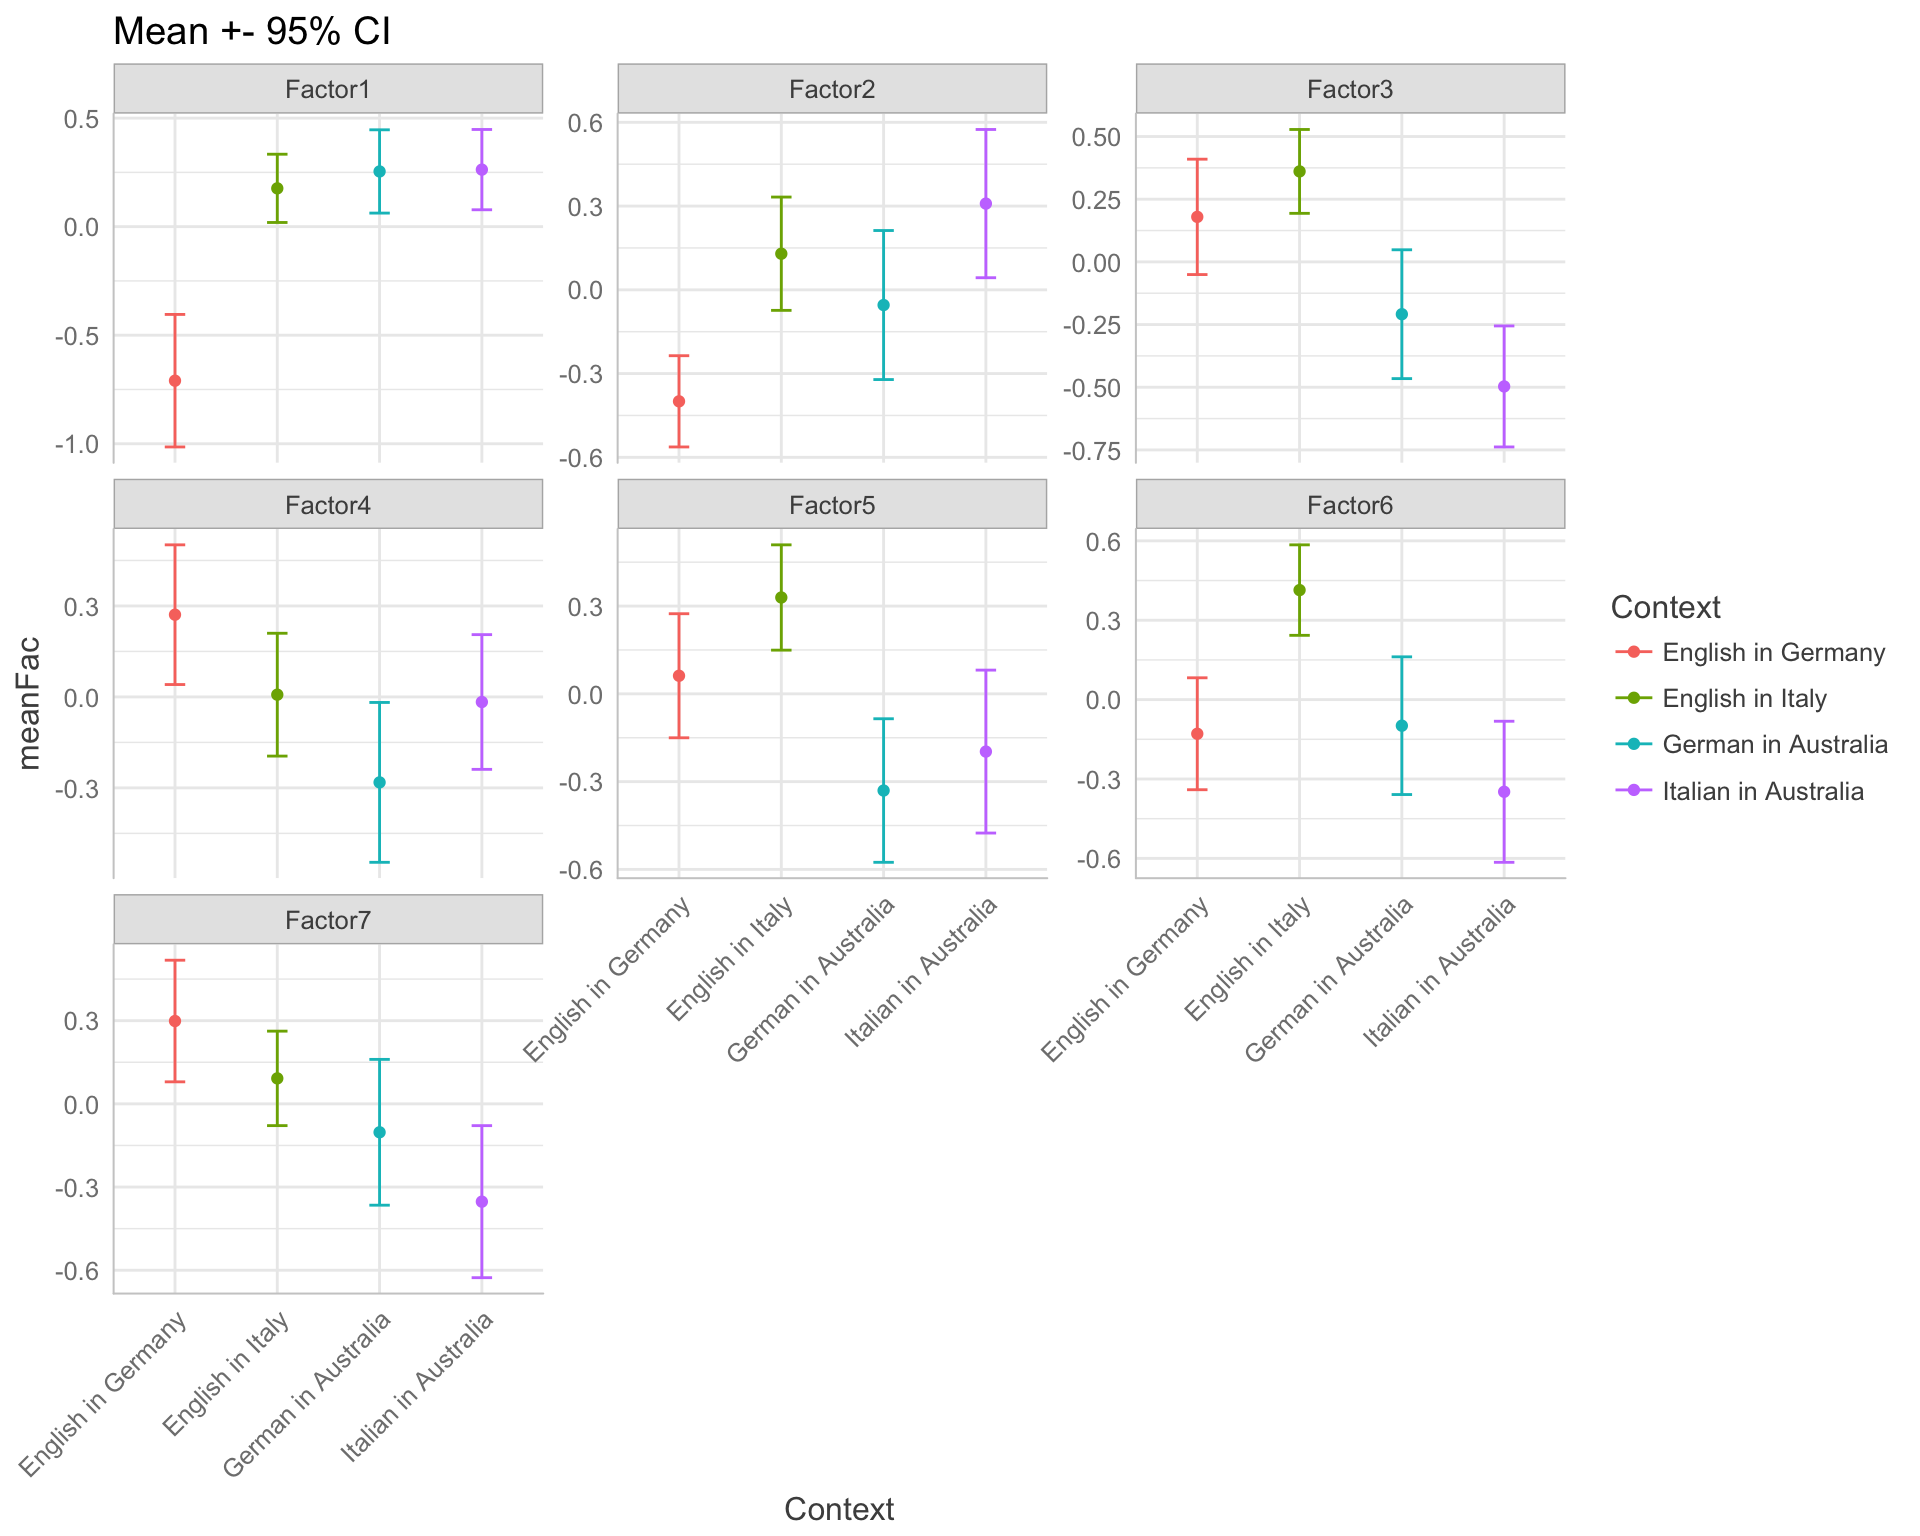 Mean +- 95% CI
Factor1
Factor2
Factor3
0.5
0.0
-0.5
-1.0
0.6
0.3
0.0
-0.3
-0.6
0.50
0.25
0.00
-0.25
-0.50
-0.75
Factor4
Factor5
Factor6
0.3
0.0
-0.3
0.3
0.0
-0.3
-0.6
0.6
0.3
0.0
-0.3
-0.6
meanFac
Context
English in Germany
English in Italy
German in Australia
Italian in Australia
Factor7
0.3
0.0
-0.3
-0.6
English in Germany
English in Italy
German in Australia
Italian in Australia
English in Germany
English in Italy
German in Australia
Italian in Australia
English in Germany
English in Italy
German in Australia
Italian in Australia
Context